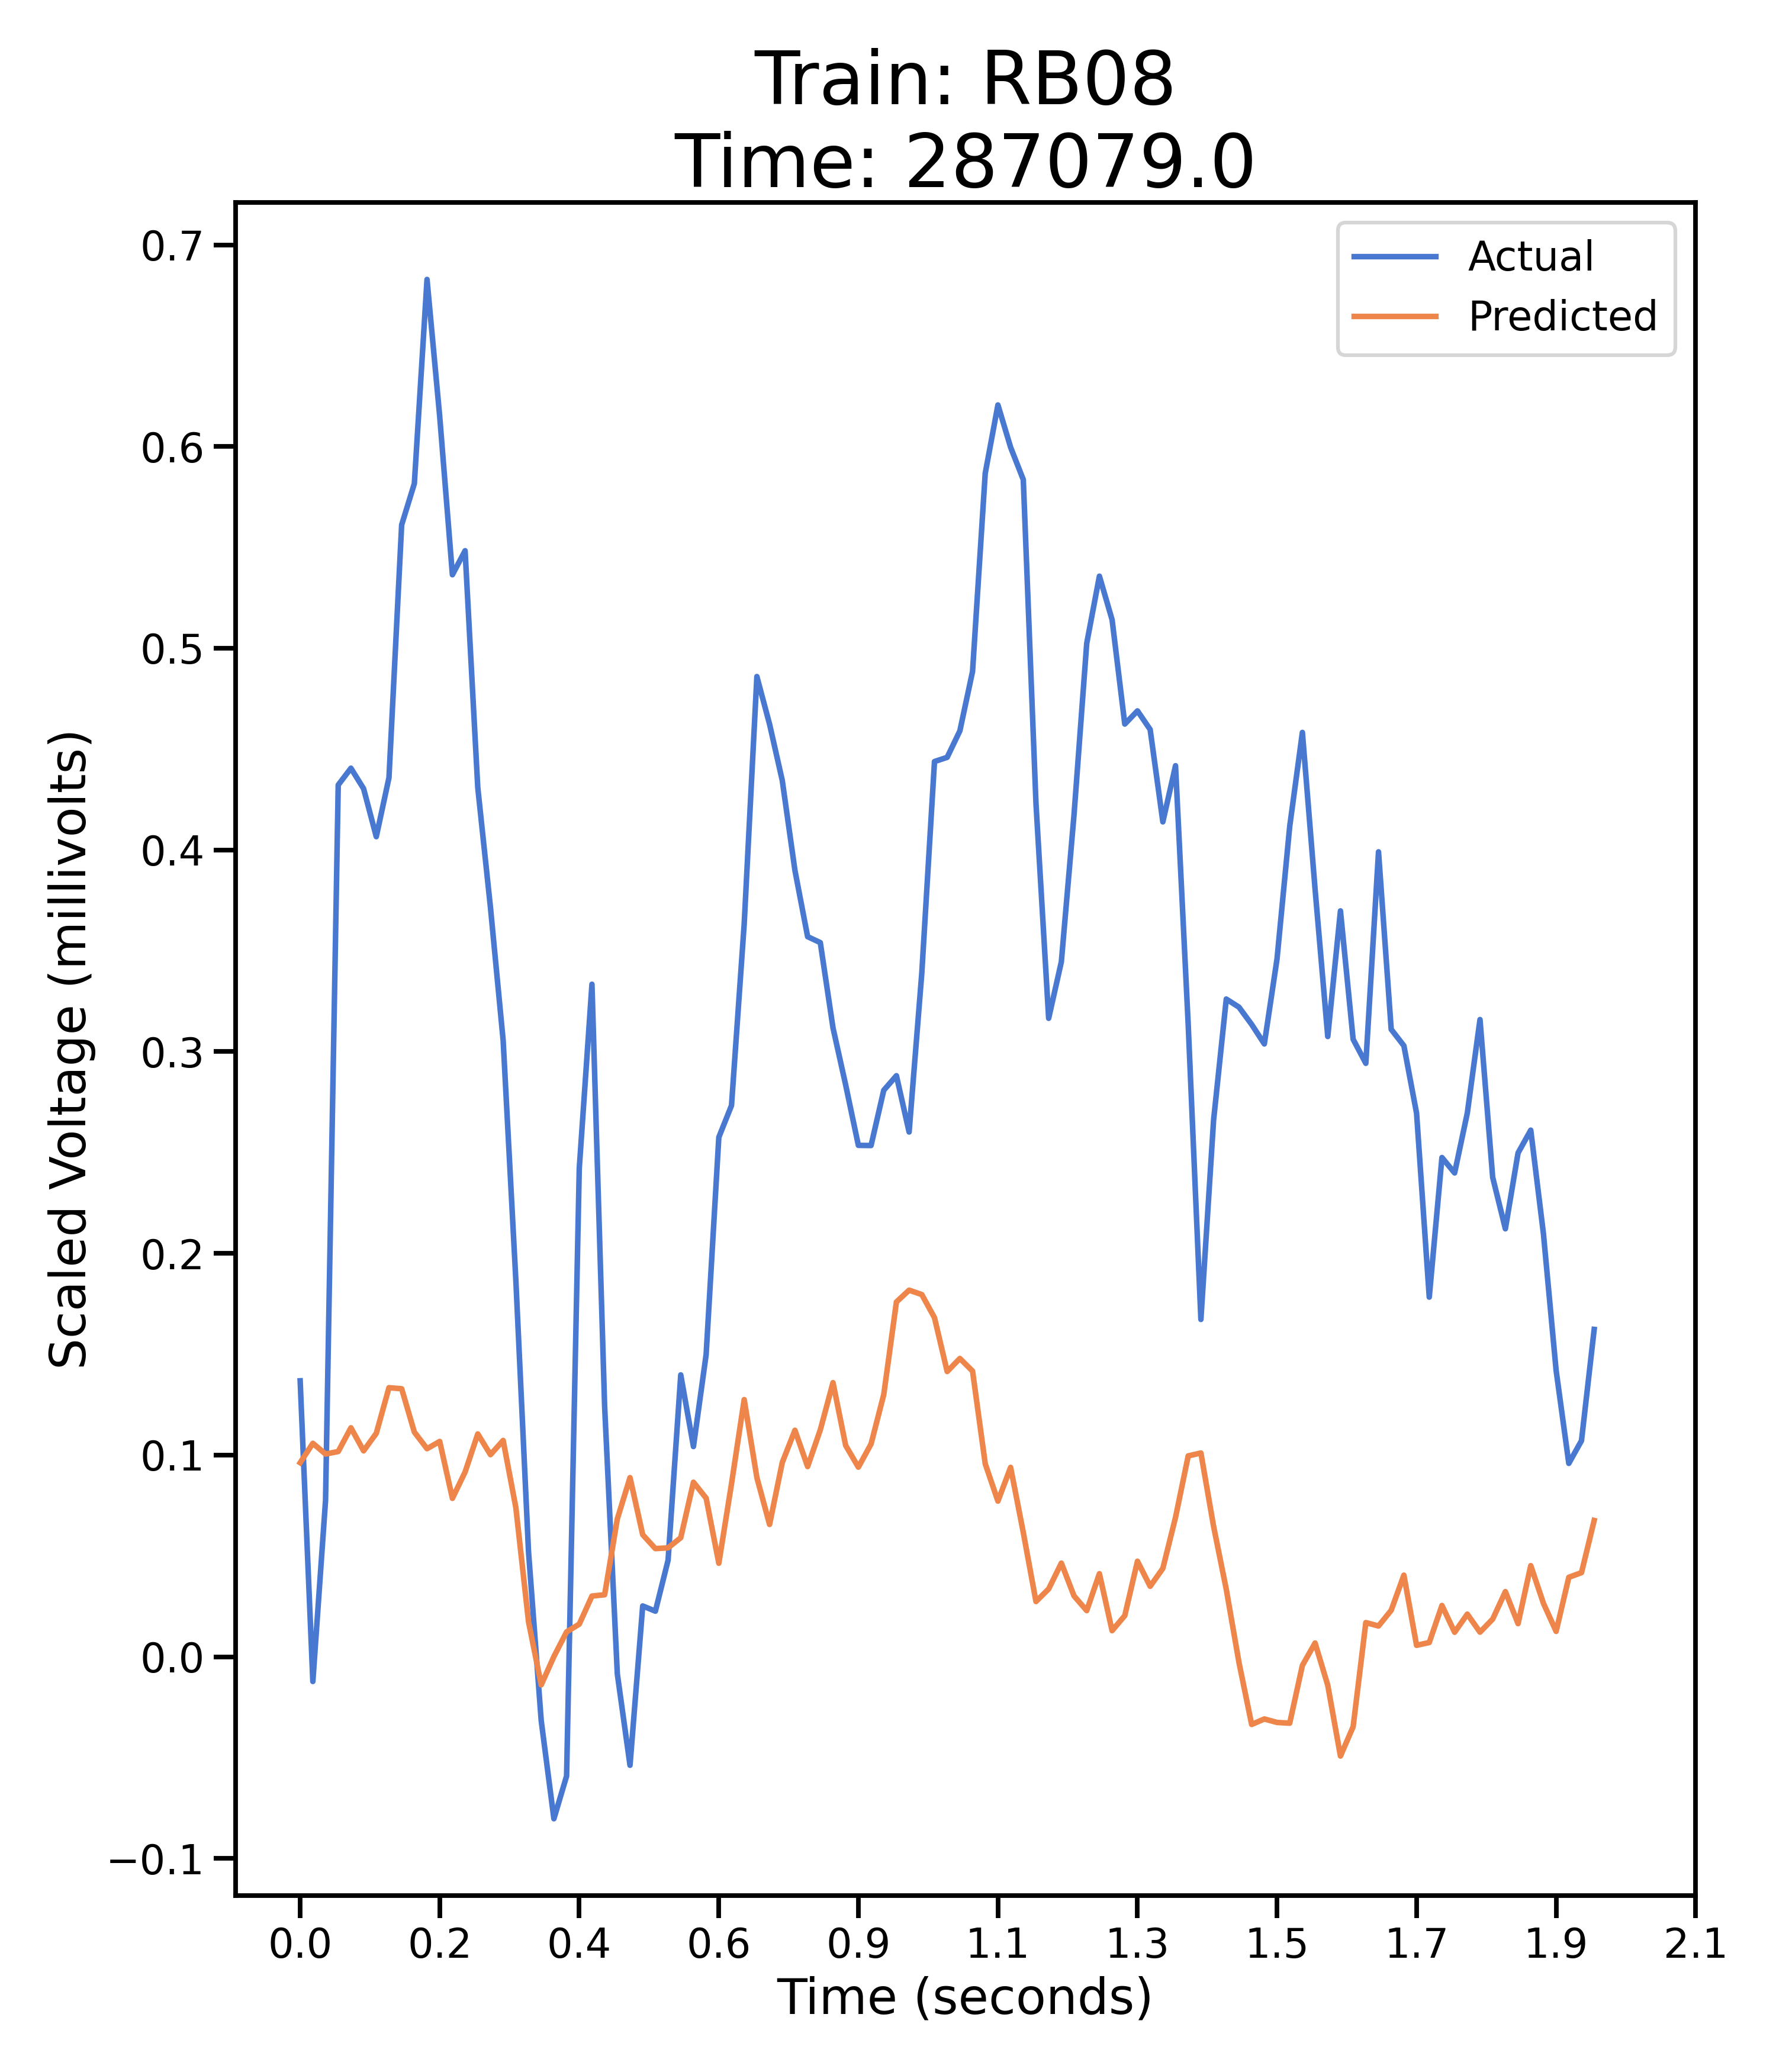 Train: RB08
Time: 287079.0
Actual
Predicted
0.7
0.6
0.5
0.4
0.3
0.2
0.1
0.0
−0.1
Scaled Voltage (millivolts)
0.0 0.2 0.4 0.6 0.9 1.1 1.3 1.5 1.7 1.9 2.1
Time (seconds)